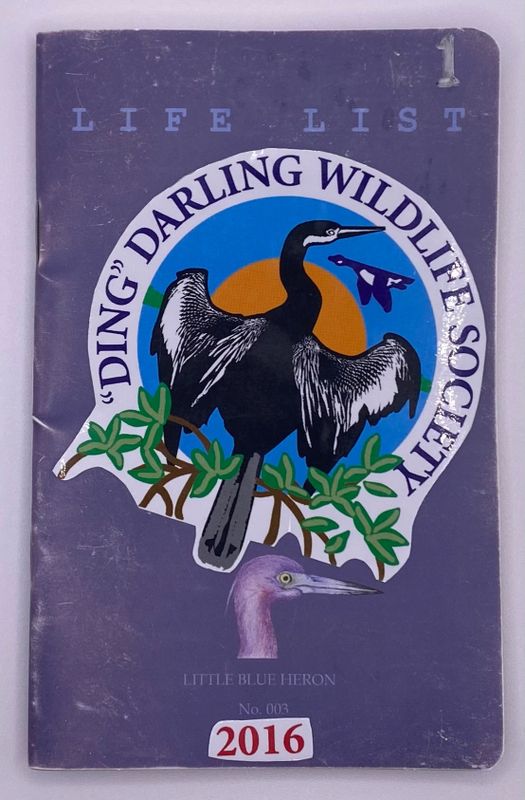 1
LIFE LIST
"DING" DARLING WILDLIFE SOCIETY
LITTLE BLUE HERON
No. 003
2016